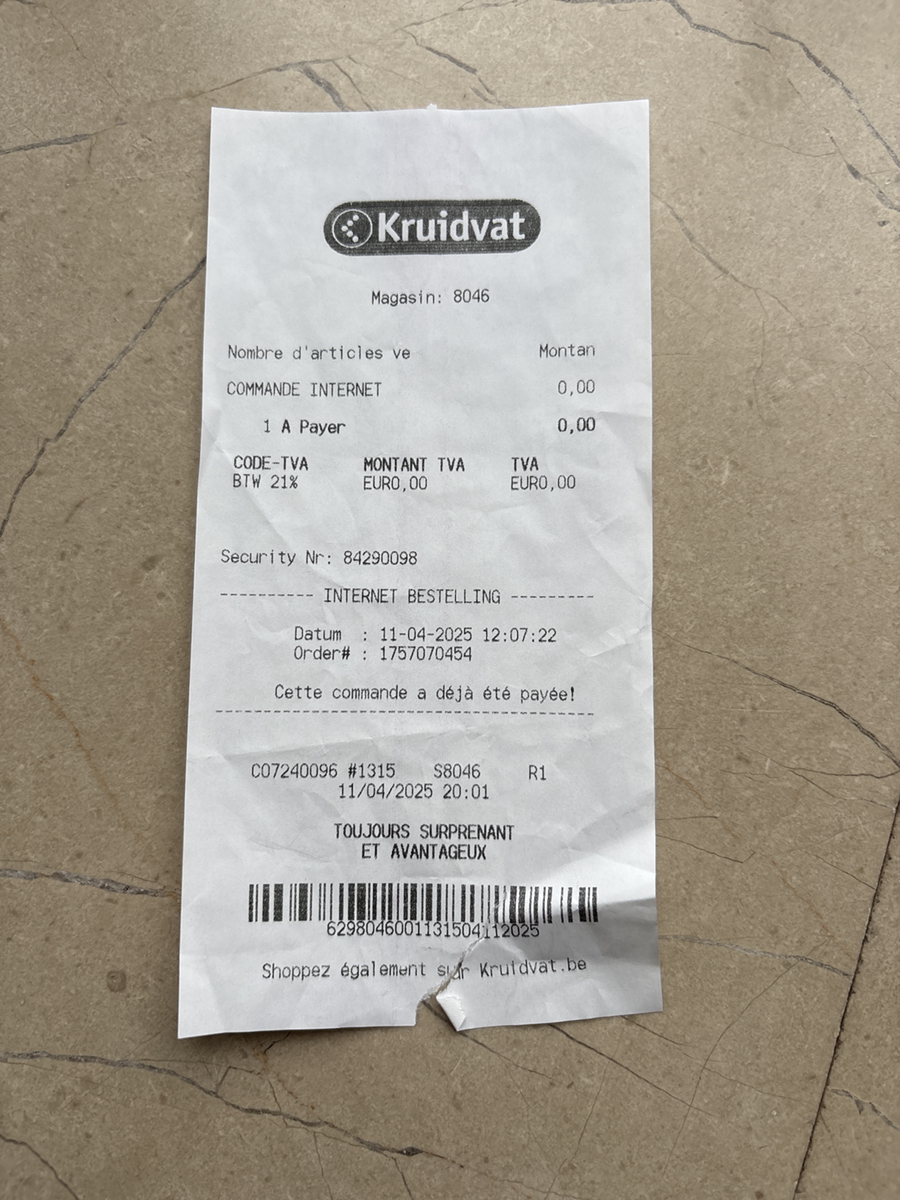 Kruidvat
Magasin: 8046
Nombre d'articles ve Montan
COMMANDE INTERNET 0,00
1 A Payer 0,00
CODE-TVA MONTANT TVA TVA
BTW 21% EUR0,00 EUR0,00
Security Nr: 84290098
---------- INTERNET BESTELLING ---------
Datum : 11-04-2025 12:07:22
Order# : 1757070454
Cette commande a déjà été payée!
C07240096 #1315 S8046 R1
11/04/2025 20:01
TOUJOURS SURPRENANT
ET AVANTAGEUX
6298046001131504112025
Shoppez également sur Kruidvat.be